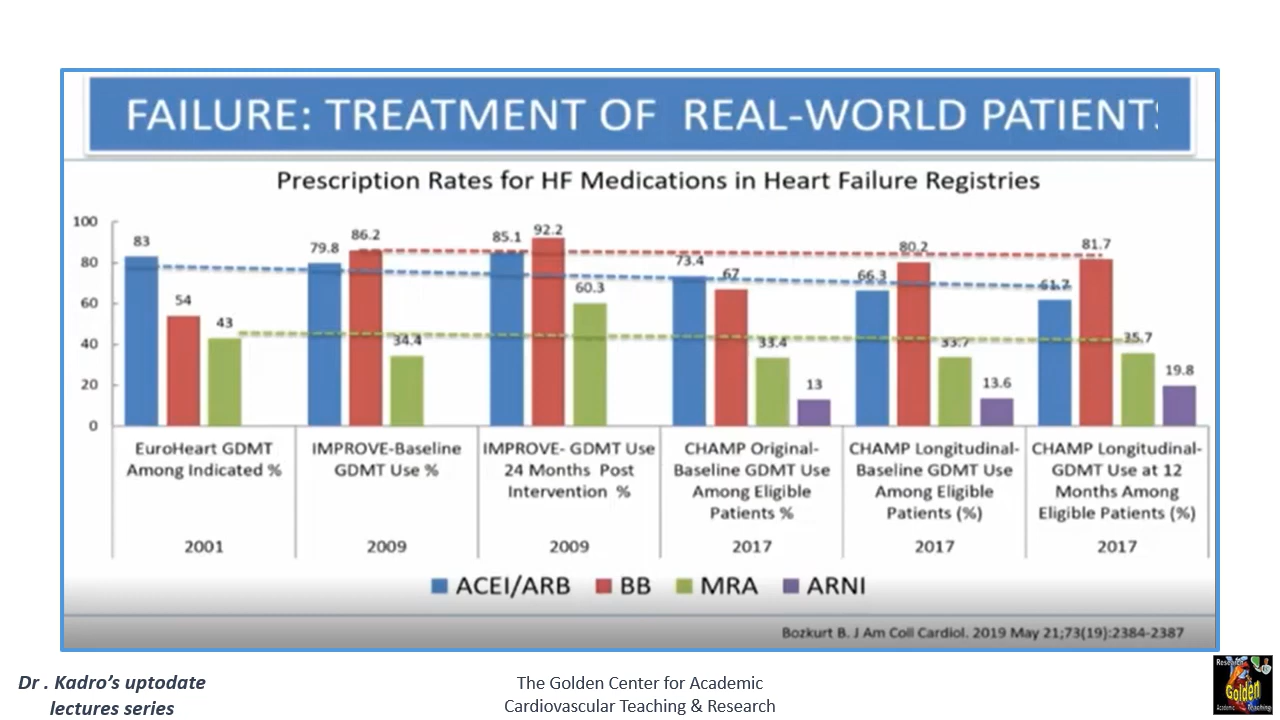 FAILURE: TREATMENT OF REAL-WORLD PATIENTS
Prescription Rates for HF Medications in Heart Failure Registries
100
80
60
40
20
0
83
54
43
79.8
86.2
34.4
85.1
92.2
60.3
73.4
67
33.4
13
66.3
80.2
33.7
13.6
61.7
81.7
35.7
19.8
EuroHeart GDMT
Among Indicated %
2001
IMPROVE-Baseline
GDMT Use %
2009
IMPROVE- GDMT Use
24 Months Post
Intervention %
2009
CHAMP Original-
Baseline GDMT Use
Among Eligible
Patients %
2017
CHAMP Longitudinal-
Baseline GDMT Use
Among Eligible
Patients (%)
2017
CHAMP Longitudinal-
GDMT Use at 12
Months Among
Eligible Patients (%)
2017
ACEI/ARB BB MRA ARNI
Bozkurt B. J Am Coll Cardiol. 2019 May 21;73(19):2384-2387
Dr . Kadro's uptodate
lectures series
The Golden Center for Academic
Cardiovascular Teaching & Research
Research
Golden
Academic Teaching